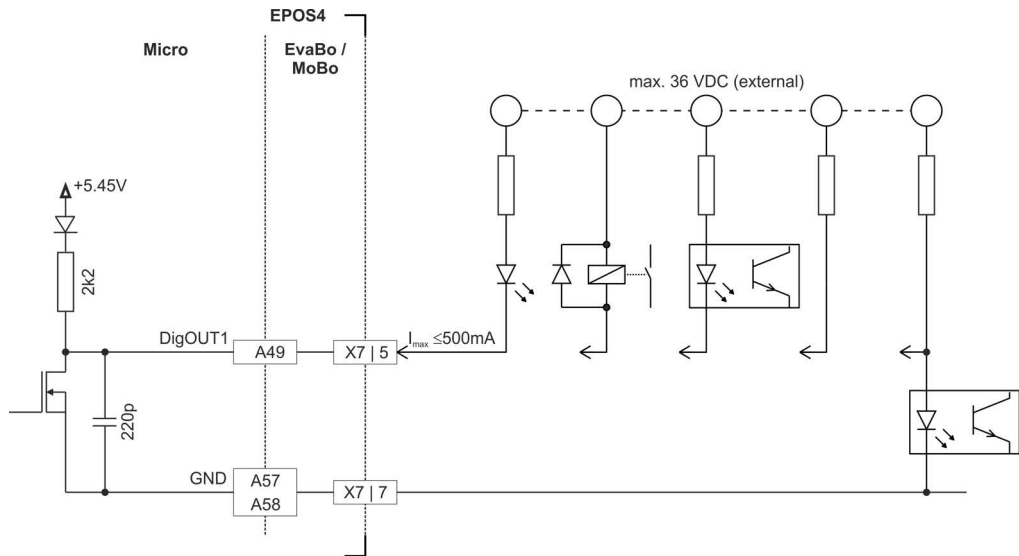 EPOS4
Micro
EvaBo /
MoBo
max. 36 VDC (external)
+5.45V
2k2
DigOUT1
A49
X7 | 5
Imax ≤500mA
220p
GND
A57
A58
X7 | 7